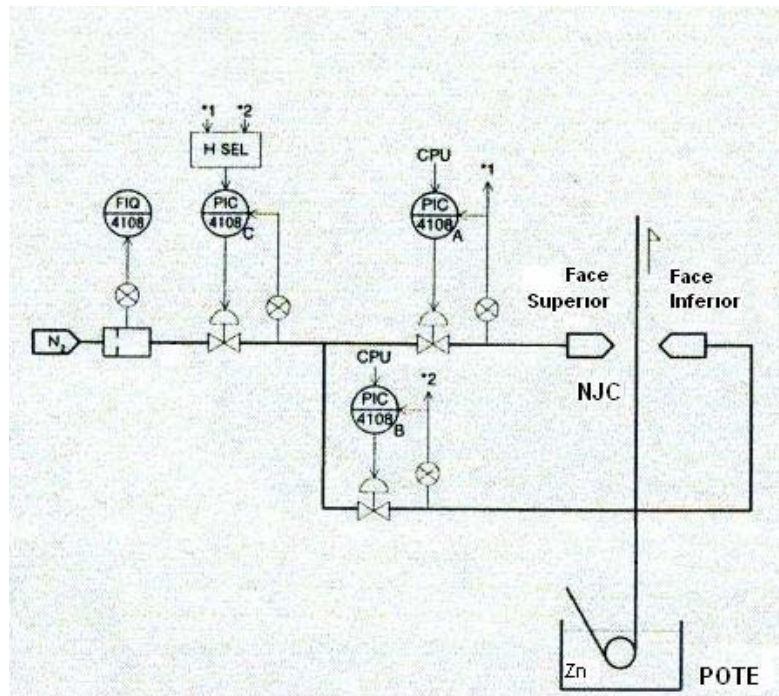 *1 *2
H SEL
CPU
*1
FIQ
4108
PIC
4108
C
PIC
4108
A
Face
Superior
Face
Inferior
N2
CPU
*2
NJC
PIC
4108
B
Zn
POTE